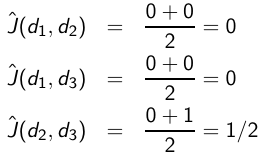 Ĵ(d₁, d₂) = (0 + 0)/2 = 0
Ĵ(d₁, d₃) = (0 + 0)/2 = 0
Ĵ(d₂, d₃) = (0 + 1)/2 = 1/2